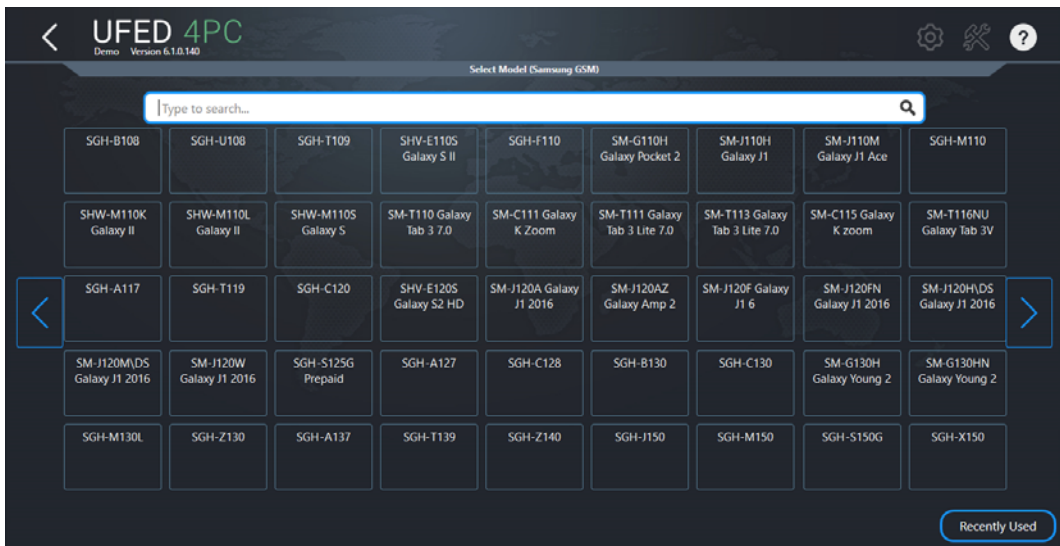 UFED 4PC
Demo Version 6.1.0.140
Select Model (Samsung GSM)
Type to search...
SGH-B108
SGH-U108
SGH-T109
SHV-E110S
Galaxy S II
SGH-F110
SM-G110H
Galaxy Pocket 2
SM-J110H
Galaxy J1
SM-J110M
Galaxy J1 Ace
SGH-M110
SHW-M110K
Galaxy II
SHW-M110L
Galaxy II
SHW-M110S
Galaxy S
SM-T110 Galaxy
Tab 3 7.0
SM-C111 Galaxy
K Zoom
SM-T111 Galaxy
Tab 3 Lite 7.0
SM-T113 Galaxy
Tab 3 Lite 7.0
SM-C115 Galaxy
K zoom
SM-T116NU
Galaxy Tab 3V
SGH-A117
SGH-T119
SGH-C120
SHV-E120S
Galaxy S2 HD
SM-J120A Galaxy
J1 2016
SM-J120AZ
Galaxy Amp 2
SM-J120F Galaxy
J1 6
SM-J120FN
Galaxy J1 2016
SM-J120H\DS
Galaxy J1 2016
SM-J120M\DS
Galaxy J1 2016
SM-J120W
Galaxy J1 2016
SGH-S125G
Prepaid
SGH-A127
SGH-C128
SGH-B130
SGH-C130
SM-G130H
Galaxy Young 2
SM-G130HN
Galaxy Young 2
SGH-M130L
SGH-Z130
SGH-A137
SGH-T139
SGH-Z140
SGH-J150
SGH-M150
SGH-S150G
SGH-X150
Recently Used